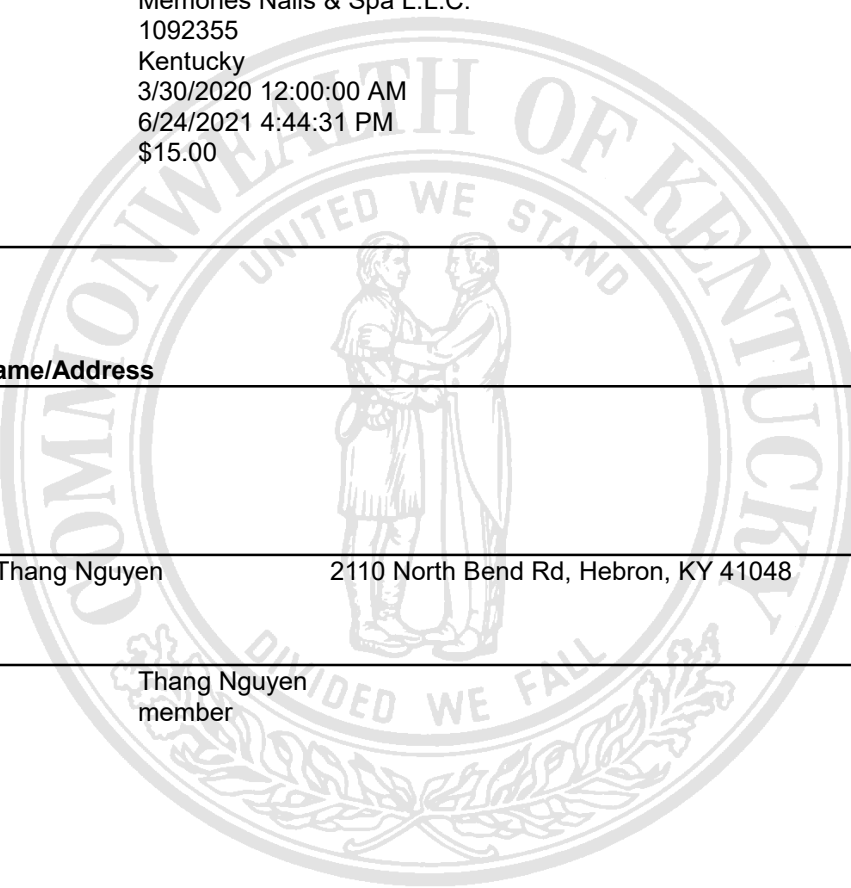 Memories Nails & Spa L.L.C.
1092355
Kentucky
3/30/2020 12:00:00 AM
6/24/2021 4:44:31 PM
$15.00
COMMONWEALTH OF KENTUCKY
UNITED WE STAND
ame/Address
Thang Nguyen 2110 North Bend Rd, Hebron, KY 41048
Thang Nguyen
member
DIVIDED WE FALL